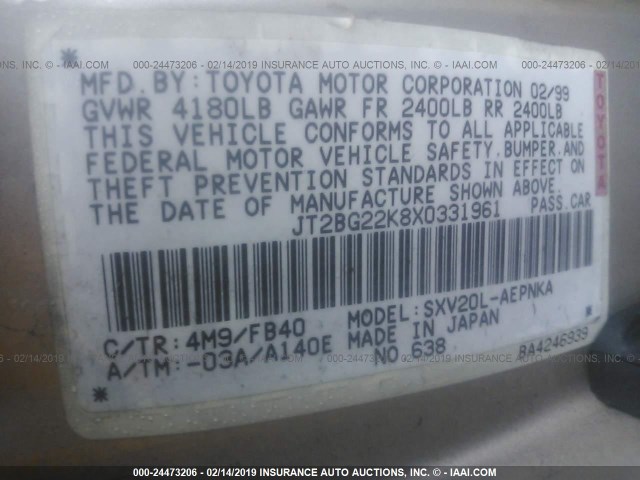 000-24473206 - 02/14/2019 INSURANCE AUTO AUCTIONS - © - IAAI.COM
* MFD. BY: TOYOTA MOTOR CORPORATION 02/99
GVWR 4180LB GAWR FR 2400LB RR 2400LB
THIS VEHICLE CONFORMS TO ALL APPLICABLE
FEDERAL MOTOR VEHICLE SAFETY, BUMPER, AND
THEFT PREVENTION STANDARDS IN EFFECT ON
THE DATE OF MANUFACTURE SHOWN ABOVE.
JT2BG22K8X0331961 PASS. CAR
TOYOTA
C/TR: 4M9/FB40 MODEL: SXV20L-AEPNKA
A/TM: -03A/A140E MADE IN JAPAN
* NO 638 BA4246939 *
000-24473206 - 02/14/2019 INSURANCE AUTO AUCTIONS - © - IAAI.COM